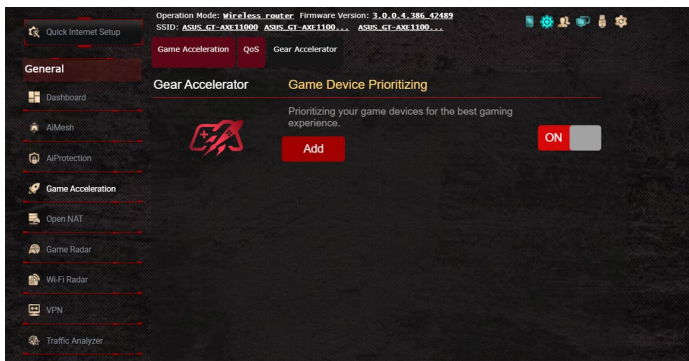 Quick Internet Setup
Operation Mode: Wireless router Firmware Version: 3.0.0.4.386_42489
SSID: ASUS_GT-AXE11000 ASUS_GT-AXE1100... ASUS_GT-AXE1100...
Game Acceleration QoS Gear Accelerator
General
Dashboard
AiMesh
AiProtection
Game Acceleration
Open NAT
Game Radar
Wi-Fi Radar
VPN
Traffic Analyzer
Gear Accelerator
Game Device Prioritizing
Prioritizing your game devices for the best gaming
experience.
Add
ON